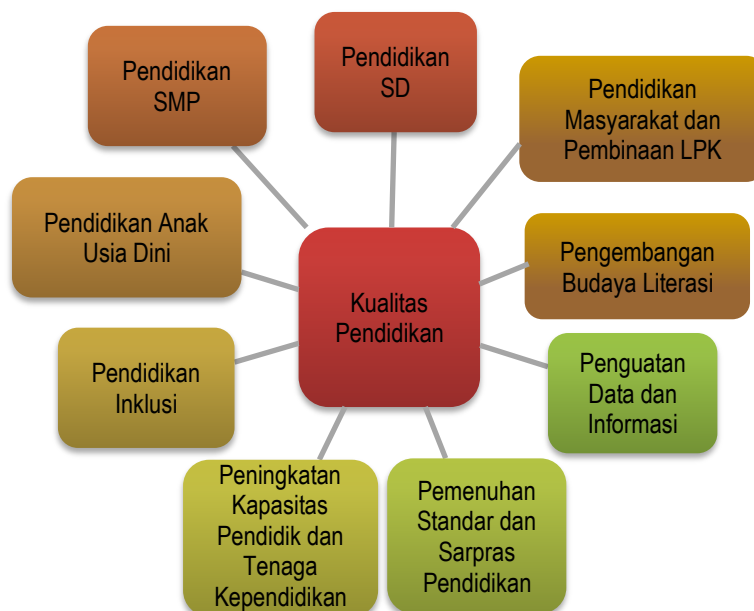 Pendidikan
SMP
Pendidikan
SD
Pendidikan
Masyarakat dan
Pembinaan LPK
Pendidikan Anak
Usia Dini
Pengembangan
Budaya Literasi
Kualitas
Pendidikan
Pendidikan
Inklusi
Penguatan
Data dan
Informasi
Peningkatan
Kapasitas
Pendidik dan
Tenaga
Kependidikan
Pemenuhan
Standar dan
Sarpras
Pendidikan